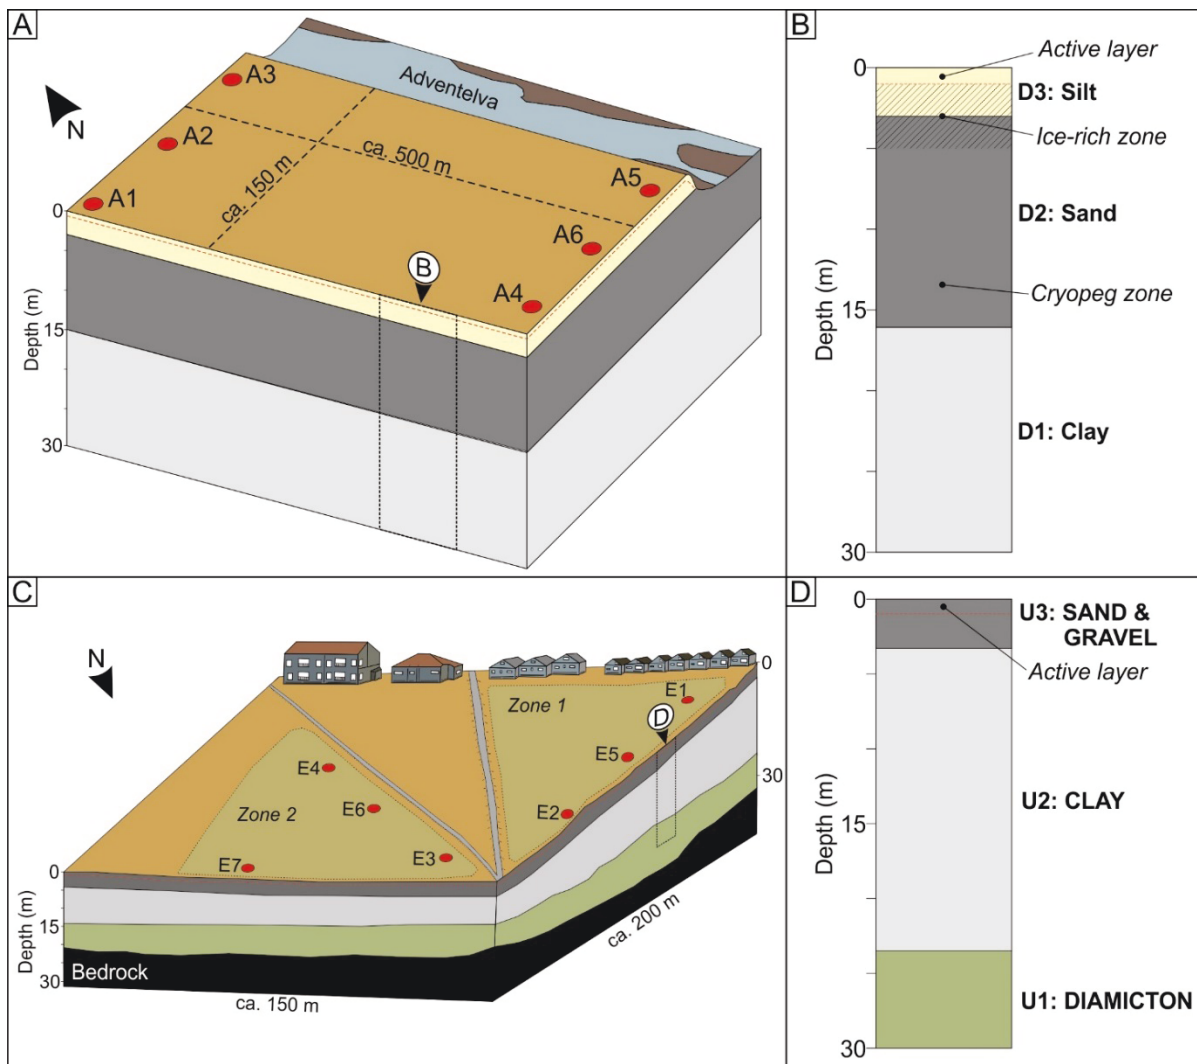 A
N
A3
A2
A1
Adventelva
ca. 500 m
ca. 150 m
A5
A6
A4
B
0
15
30
Depth (m)
B
0
15
30
Depth (m)
Active layer
D3: Silt
Ice-rich zone
D2: Sand
Cryopeg zone
D1: Clay
C
N
Zone 1
E1
D
E5
E2
E4
E6
Zone 2
E7
E3
0
30
0
15
30
Depth (m)
Bedrock
ca. 150 m
ca. 200 m
D
0
15
30
Depth (m)
U3: SAND &
GRAVEL
Active layer
U2: CLAY
U1: DIAMICTON